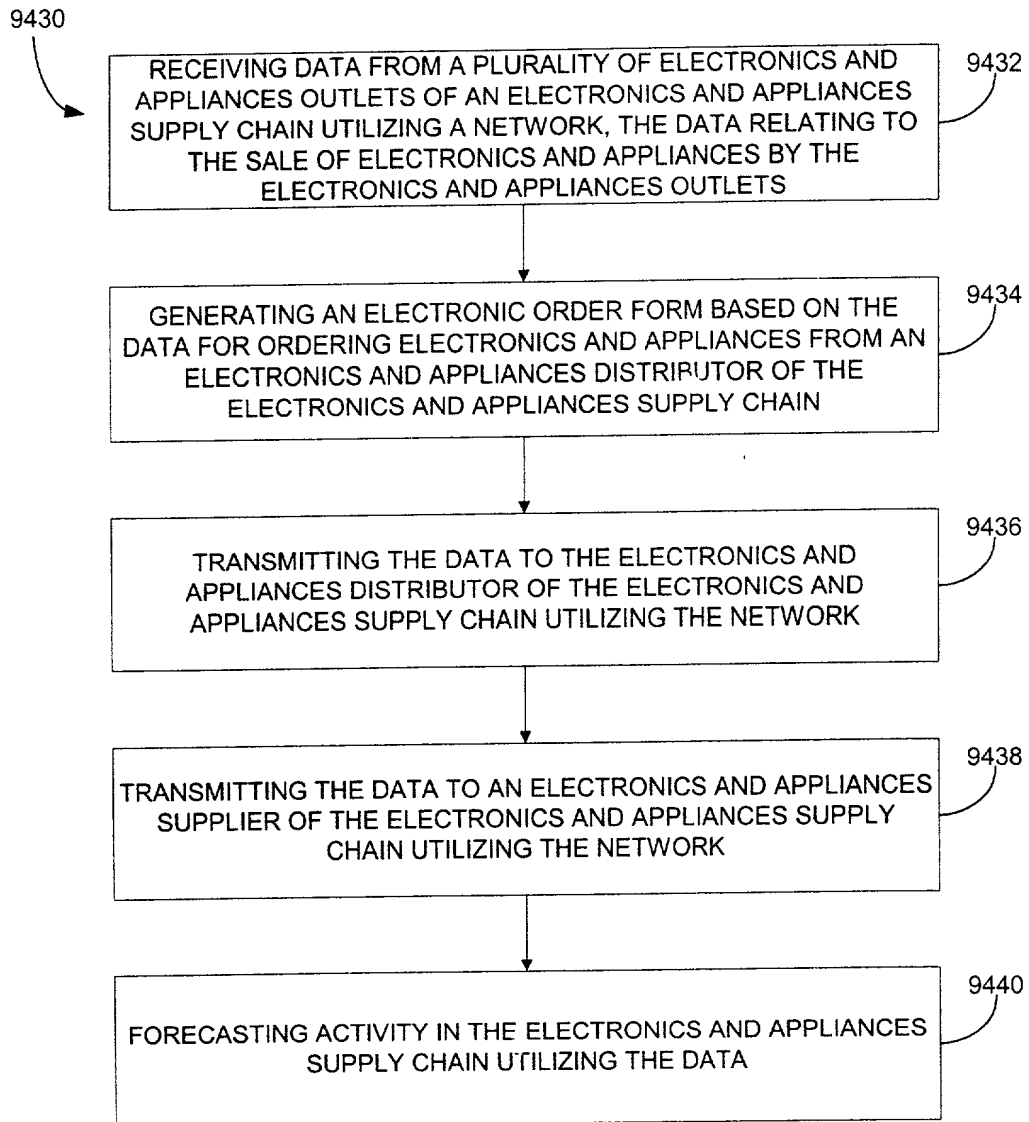 9430
RECEIVING DATA FROM A PLURALITY OF ELECTRONICS AND
APPLIANCES OUTLETS OF AN ELECTRONICS AND APPLIANCES
SUPPLY CHAIN UTILIZING A NETWORK, THE DATA RELATING TO
THE SALE OF ELECTRONICS AND APPLIANCES BY THE
ELECTRONICS AND APPLIANCES OUTLETS
9432
GENERATING AN ELECTRONIC ORDER FORM BASED ON THE
DATA FOR ORDERING ELECTRONICS AND APPLIANCES FROM AN
ELECTRONICS AND APPLIANCES DISTRIBUTOR OF THE
ELECTRONICS AND APPLIANCES SUPPLY CHAIN
9434
TRANSMITTING THE DATA TO THE ELECTRONICS AND
APPLIANCES DISTRIBUTOR OF THE ELECTRONICS AND
APPLIANCES SUPPLY CHAIN UTILIZING THE NETWORK
9436
TRANSMITTING THE DATA TO AN ELECTRONICS AND APPLIANCES
SUPPLIER OF THE ELECTRONICS AND APPLIANCES SUPPLY
CHAIN UTILIZING THE NETWORK
9438
FORECASTING ACTIVITY IN THE ELECTRONICS AND APPLIANCES
SUPPLY CHAIN UTILIZING THE DATA
9440